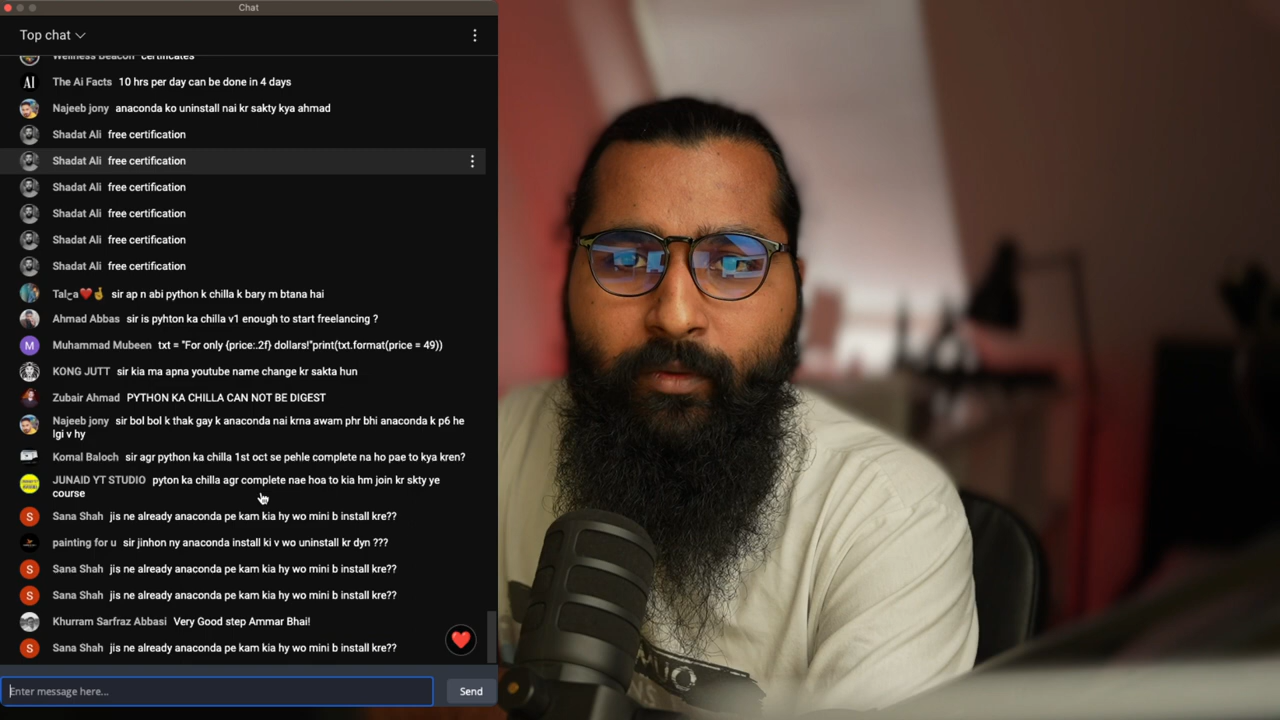 Chat
Top chat
Wellness Beacon certificates
AI The Ai Facts 10 hrs per day can be done in 4 days
Najeeb jony anaconda ko uninstall nai kr sakty kya ahmad
Shadat Ali free certification
Shadat Ali free certification
Shadat Ali free certification
Shadat Ali free certification
Shadat Ali free certification
Shadat Ali free certification
sir ap n abi python k chilla k bary m btana hai
Ahmad Abbas sir is pyhton ka chilla v1 enough to start freelancing ?
M Muhammad Mubeen txt = "For only {price:.2f} dollars!"print(txt.format(price = 49))
KONG JUTT sir kia ma apna youtube name change kr sakta hun
Zubair Ahmad PYTHON KA CHILLA CAN NOT BE DIGEST
Najeeb jony sir bol bol k thak gay k anaconda nai krna awam phr bhi anaconda k p6 he
lgi v hy
Komal Baloch sir agr python ka chilla 1st oct se pehle complete na ho pae to kya kren?
JUNAID YT STUDIO pyton ka chilla agr complete nae hoa to kia hm join kr skty ye
course
S Sana Shah jis ne already anaconda pe kam kia hy wo mini b install kre??
painting for u sir jinhon ny anaconda install ki v wo uninstall kr dyn ???
S Sana Shah jis ne already anaconda pe kam kia hy wo mini b install kre??
S Sana Shah jis ne already anaconda pe kam kia hy wo mini b install kre??
Khurram Sarfraz Abbasi Very Good step Ammar Bhai!
S Sana Shah jis ne already anaconda pe kam kia hy wo mini b install kre??
Enter message here...
Send